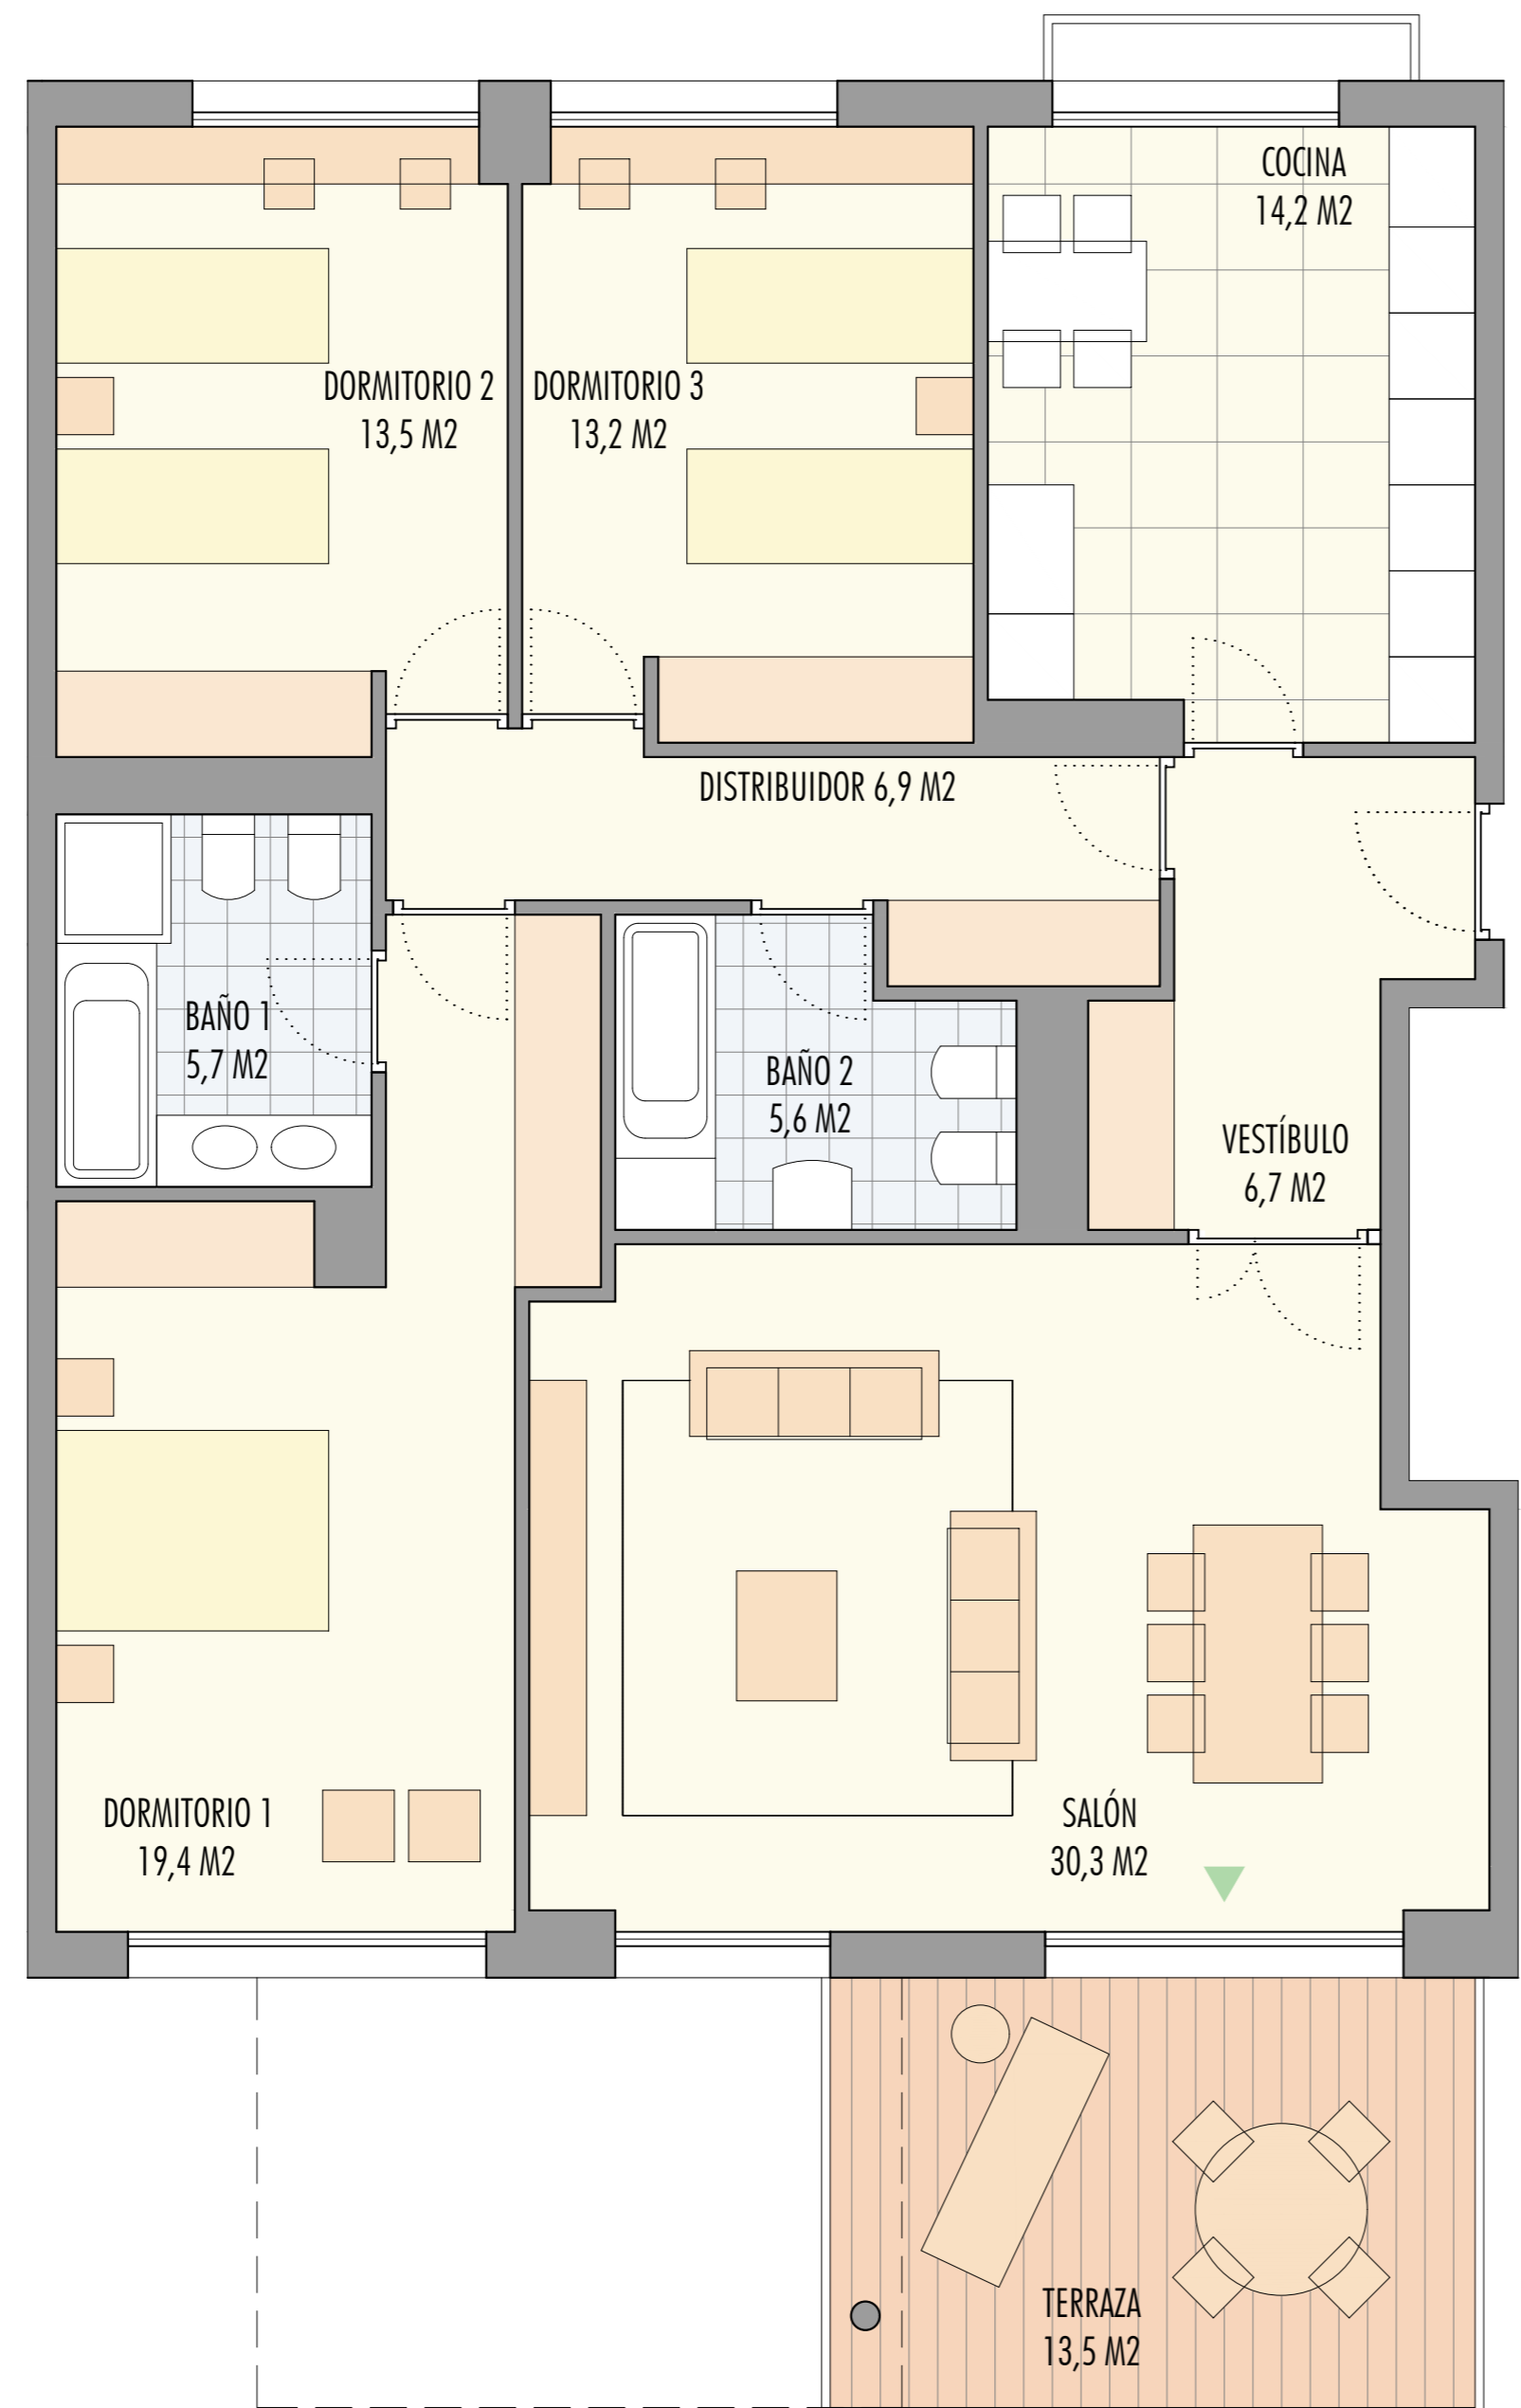 COCINA
14,2 M2
DORMITORIO 2
13,5 M2
DORMITORIO 3
13,2 M2
DISTRIBUIDOR 6,9 M2
BAÑO 1
5,7 M2
BAÑO 2
5,6 M2
VESTÍBULO
6,7 M2
DORMITORIO 1
19,4 M2
SALÓN
30,3 M2
TERRAZA
13,5 M2